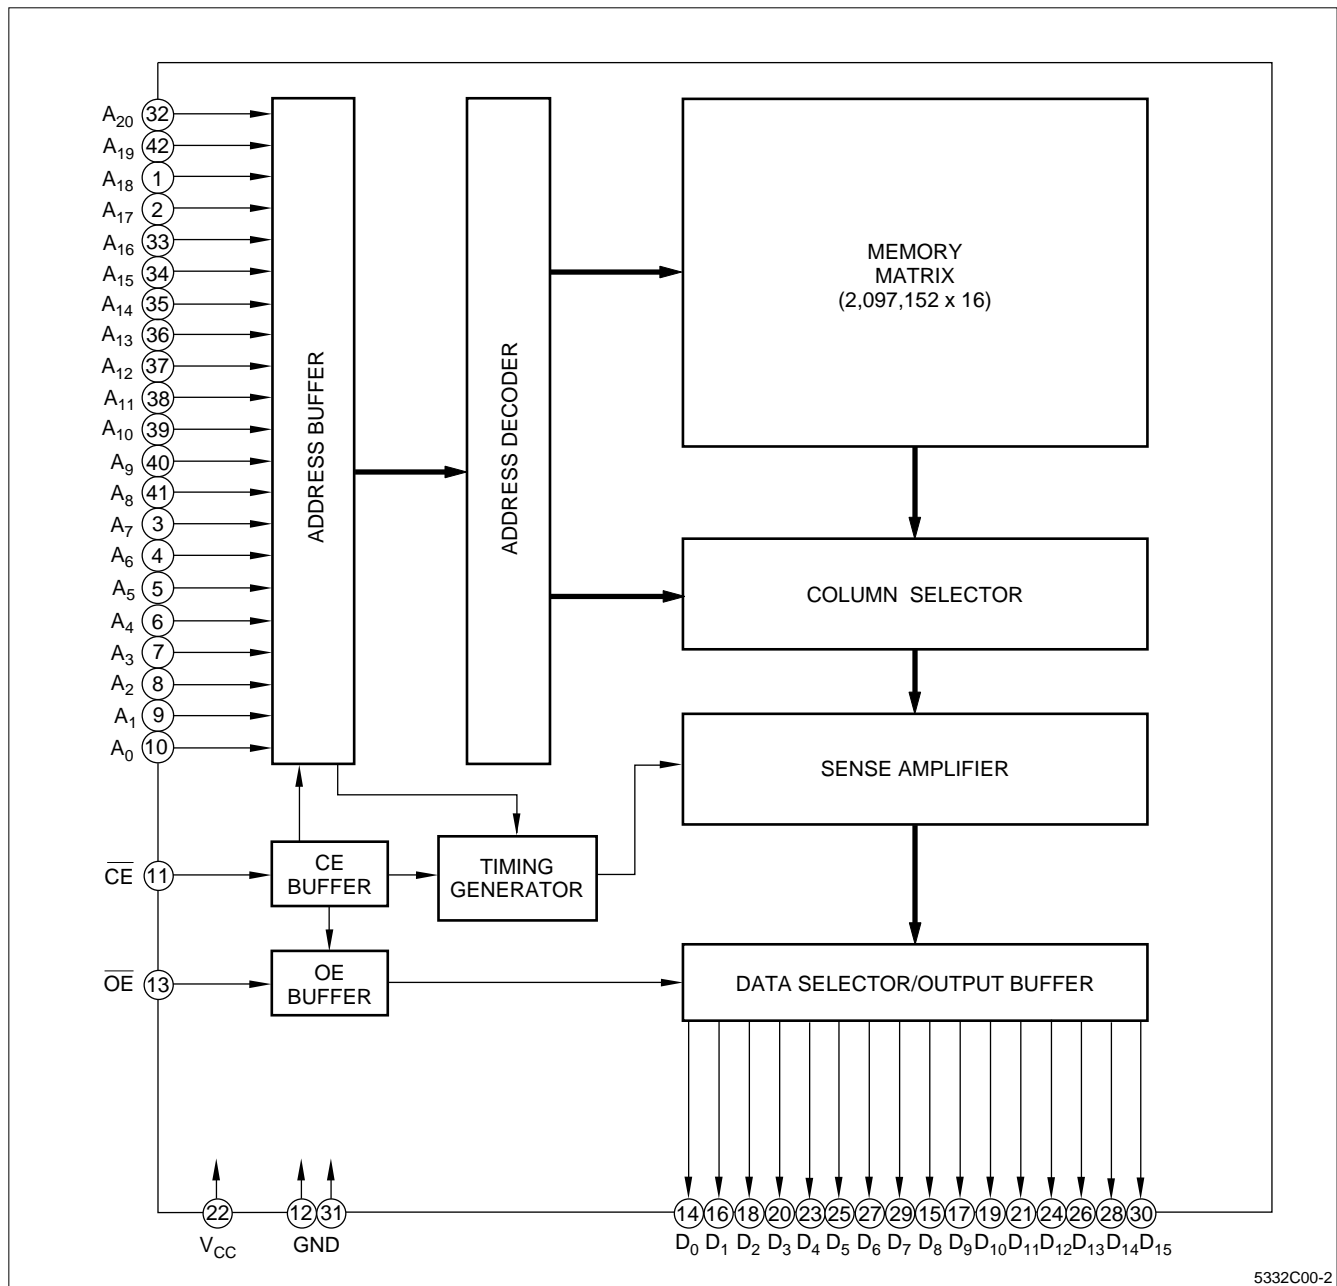 A20 32
A19 42
A18 1
A17 2
A16 33
A15 34
A14 35
A13 36
A12 37
A11 38
A10 39
A9 40
A8 41
A7 3
A6 4
A5 5
A4 6
A3 7
A2 8
A1 9
A0 10
ADDRESS BUFFER
ADDRESS DECODER
MEMORY
MATRIX
(2,097,152 x 16)
COLUMN SELECTOR
SENSE AMPLIFIER
CE 11
CE
BUFFER
TIMING
GENERATOR
OE 13
OE
BUFFER
DATA SELECTOR/OUTPUT BUFFER
22 12 31 14 16 18 20 23 25 27 29 15 17 19 21 24 26 28 30
VCC GND D0 D1 D2 D3 D4 D5 D6 D7 D8 D9 D10 D11 D12 D13 D14 D15
5332C00-2